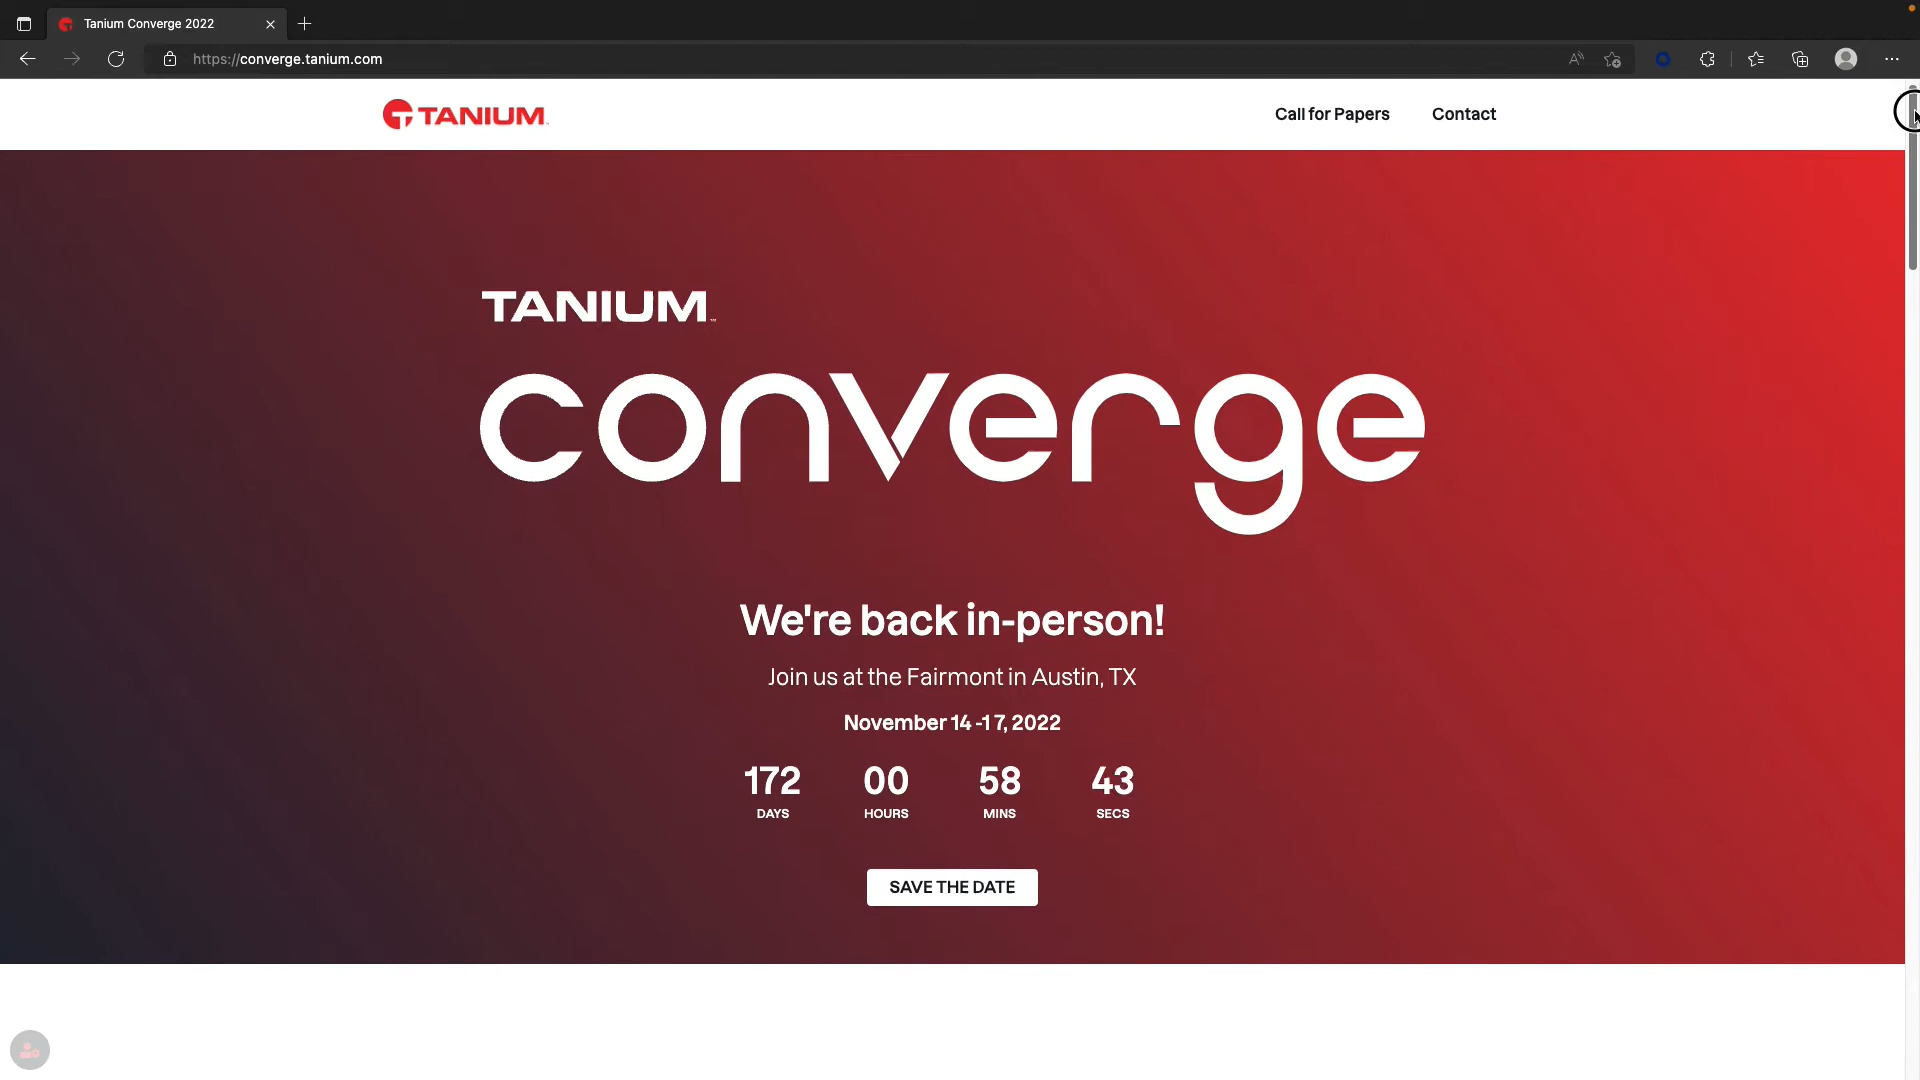 Tanium Converge 2022
https://converge.tanium.com
TANIUM
Call for Papers
Contact
TANIUM
converge
We're back in-person!
Join us at the Fairmont in Austin, TX
November 14 -17, 2022
172 00 58 43
DAYS HOURS MINS SECS
SAVE THE DATE